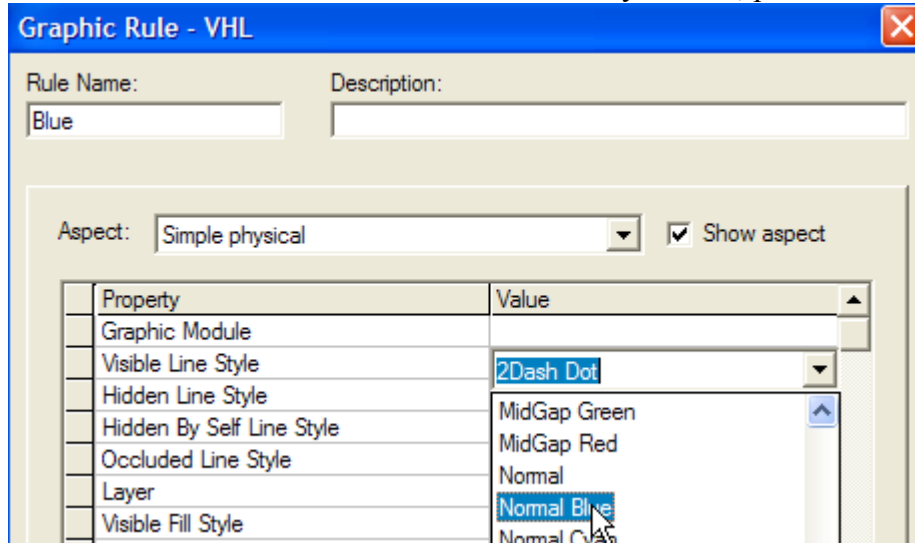 Graphic Rule - VHL
Rule Name: Description:
Blue
Aspect: Simple physical Show aspect
Property Value
Graphic Module
Visible Line Style 2Dash Dot
Hidden Line Style
MidGap Green
Hidden By Self Line Style
MidGap Red
Occluded Line Style
Normal
Layer
Normal Blue
Visible Fill Style
Normal Cyan